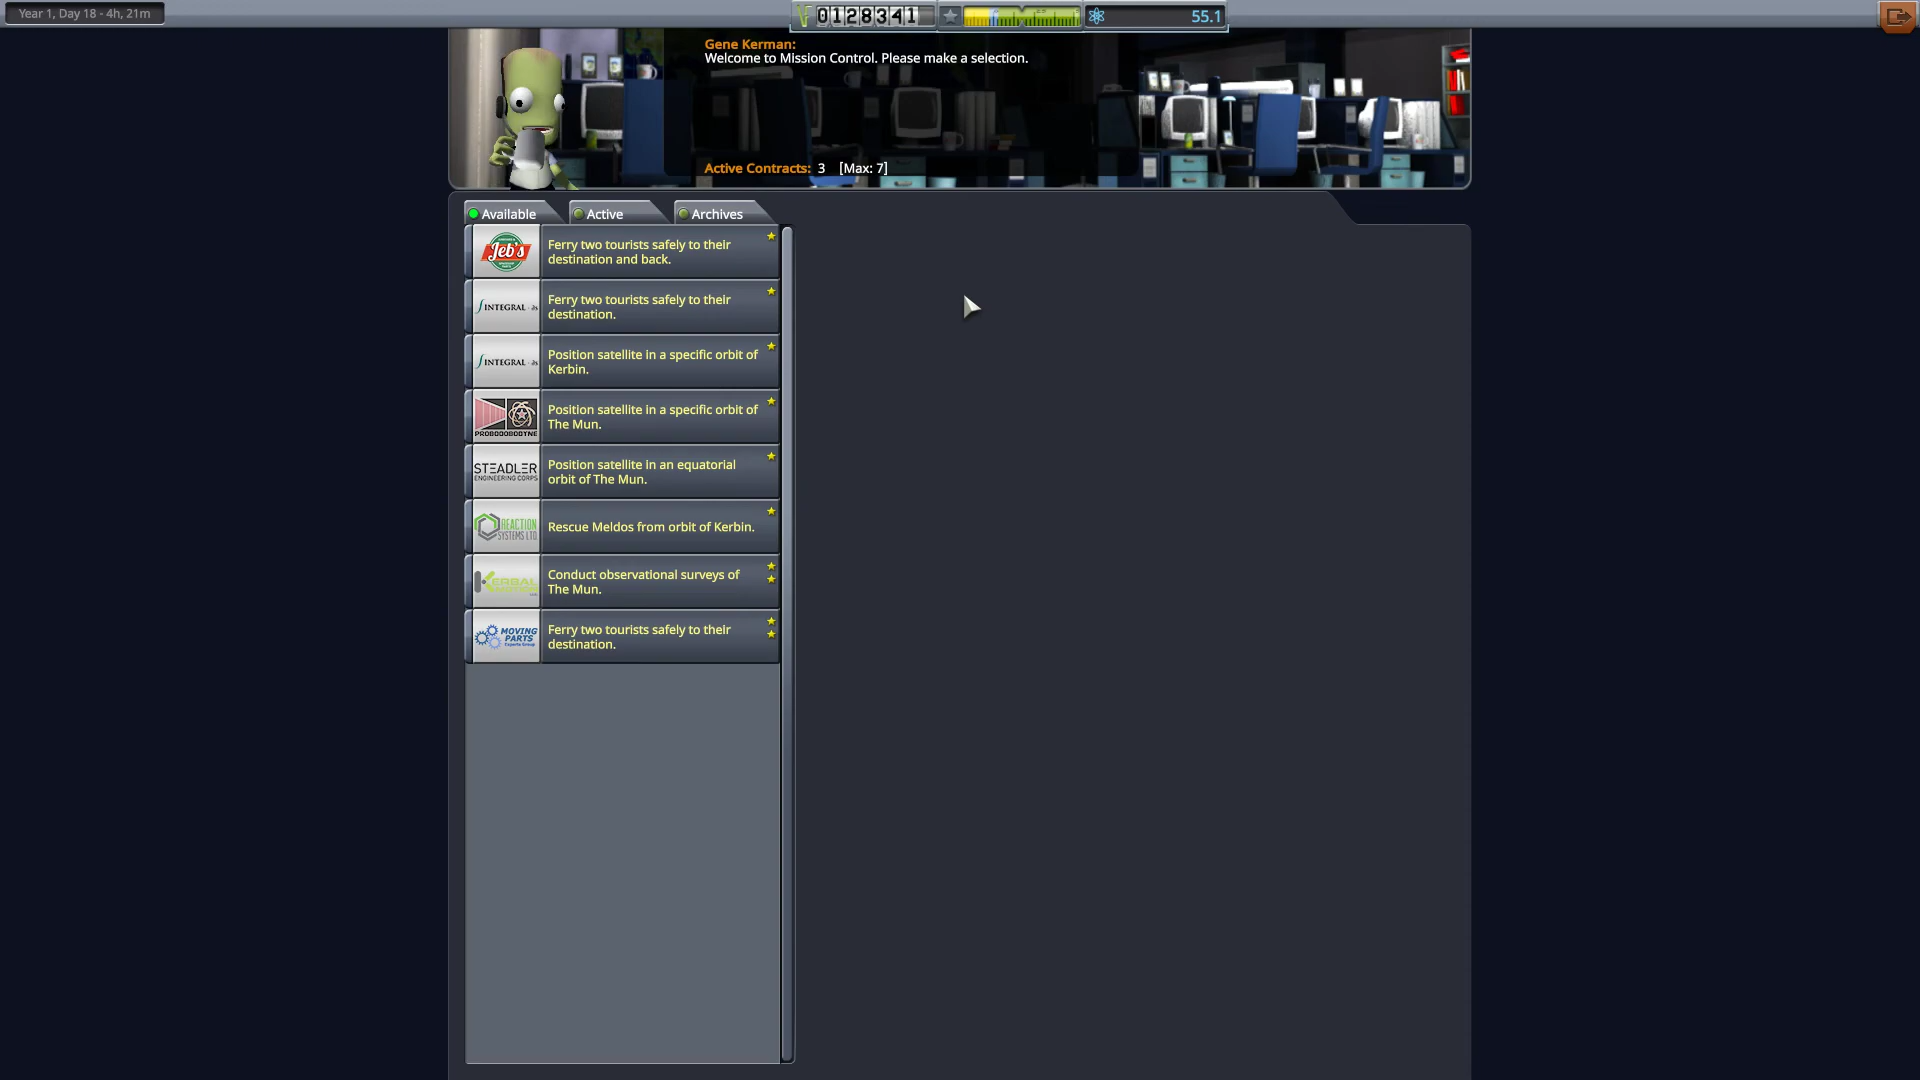 Year 1, Day 18 - 4h, 21m
0128341
55.1
Gene Kerman:
Welcome to Mission Control. Please make a selection.
Active Contracts: 3 [Max: 7]
Available
Active
Archives
Jeb's
Ferry two tourists safely to their
destination and back.
INTEGRAL
Ferry two tourists safely to their
destination.
INTEGRAL
Position satellite in a specific orbit of
Kerbin.
PROBODOBODYNE
Position satellite in a specific orbit of
The Mun.
STEADLER
ENGINEERING CORPS
Position satellite in an equatorial
orbit of The Mun.
REACTION
SYSTEMS LTD
Rescue Meldos from orbit of Kerbin.
KERBAL
Conduct observational surveys of
The Mun.
MOVING
PARTS
Experts Group
Ferry two tourists safely to their
destination.